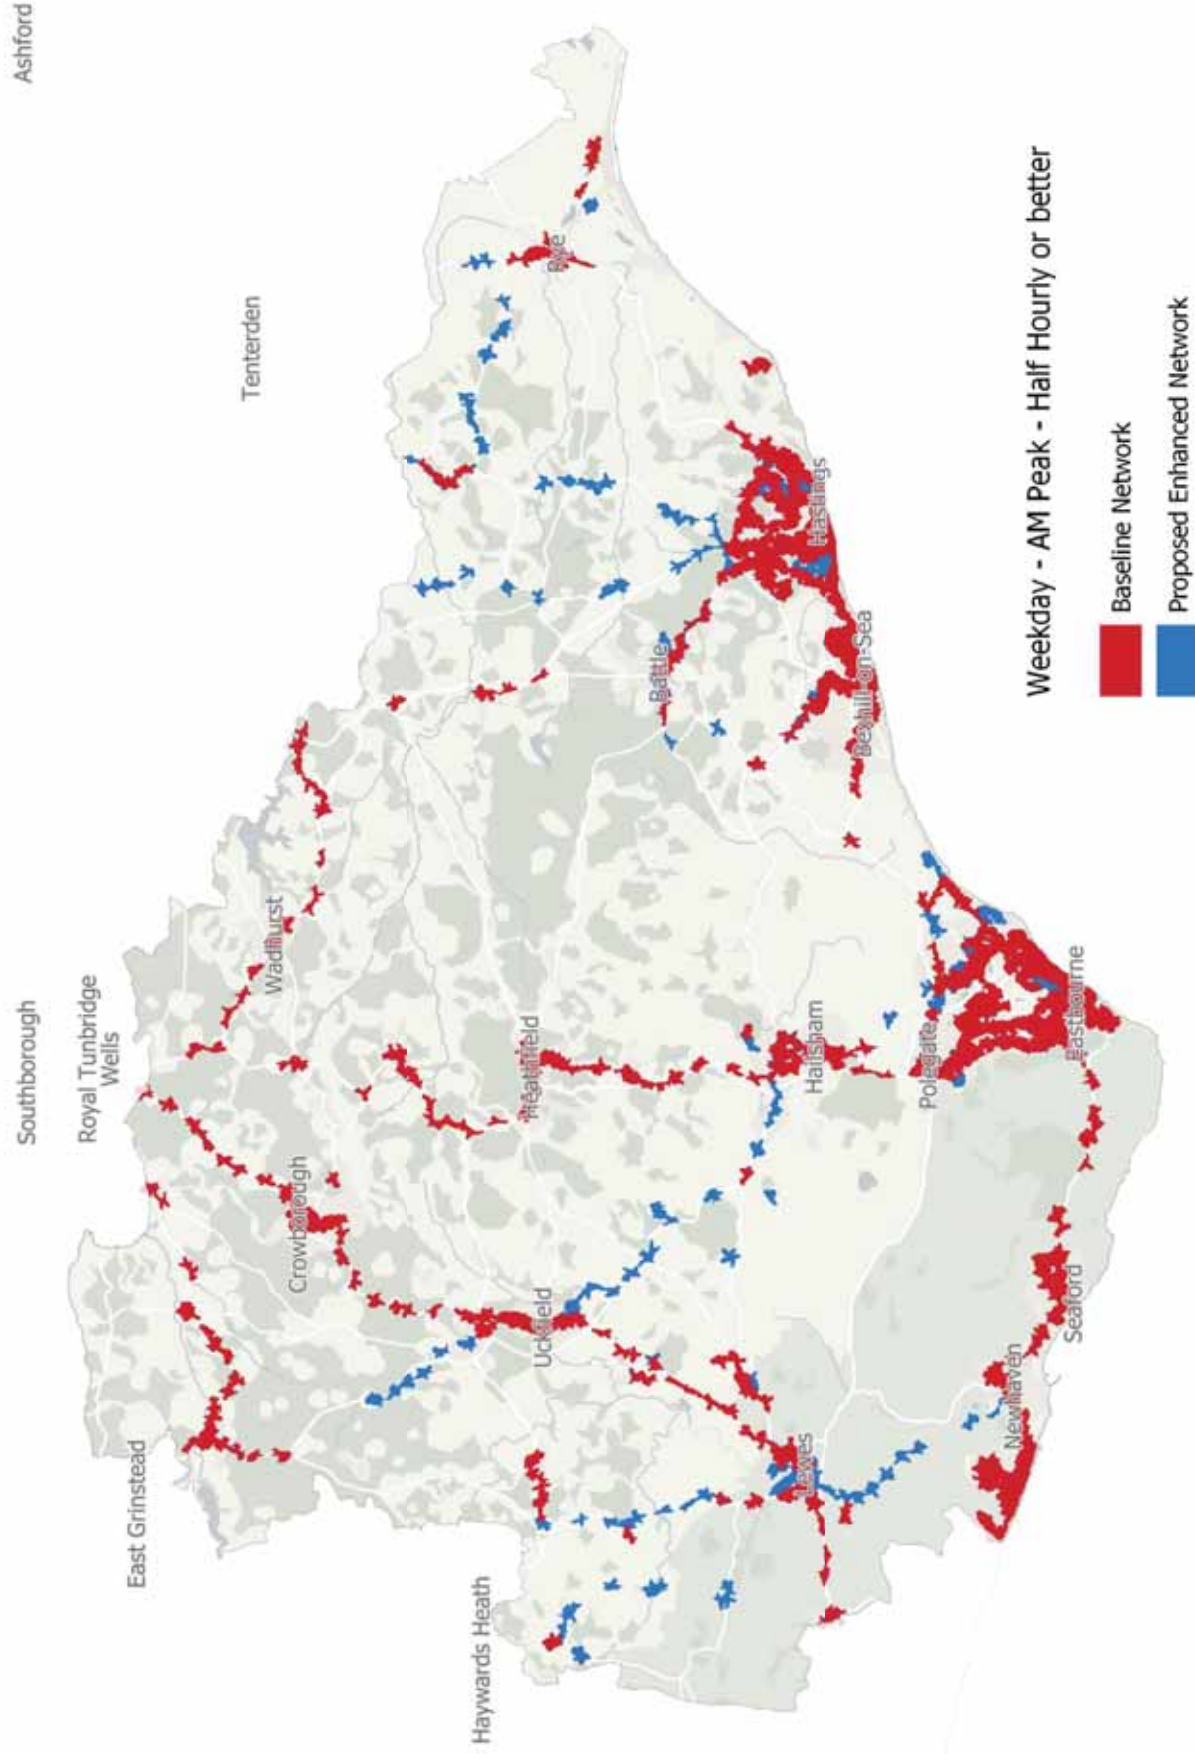 Ashford
Southborough
Royal Tunbridge
Wells
Tenterden
East Grinstead
Wadhurst
Crowborough
Haywards Heath
Uckfield
Heathfield
Rye
Battle
Hastings
Bexhill-on-Sea
Hailsham
Lewes
Polegate
Eastbourne
Newhaven
Seaford
Weekday - AM Peak - Half Hourly or better
Baseline Network
Proposed Enhanced Network